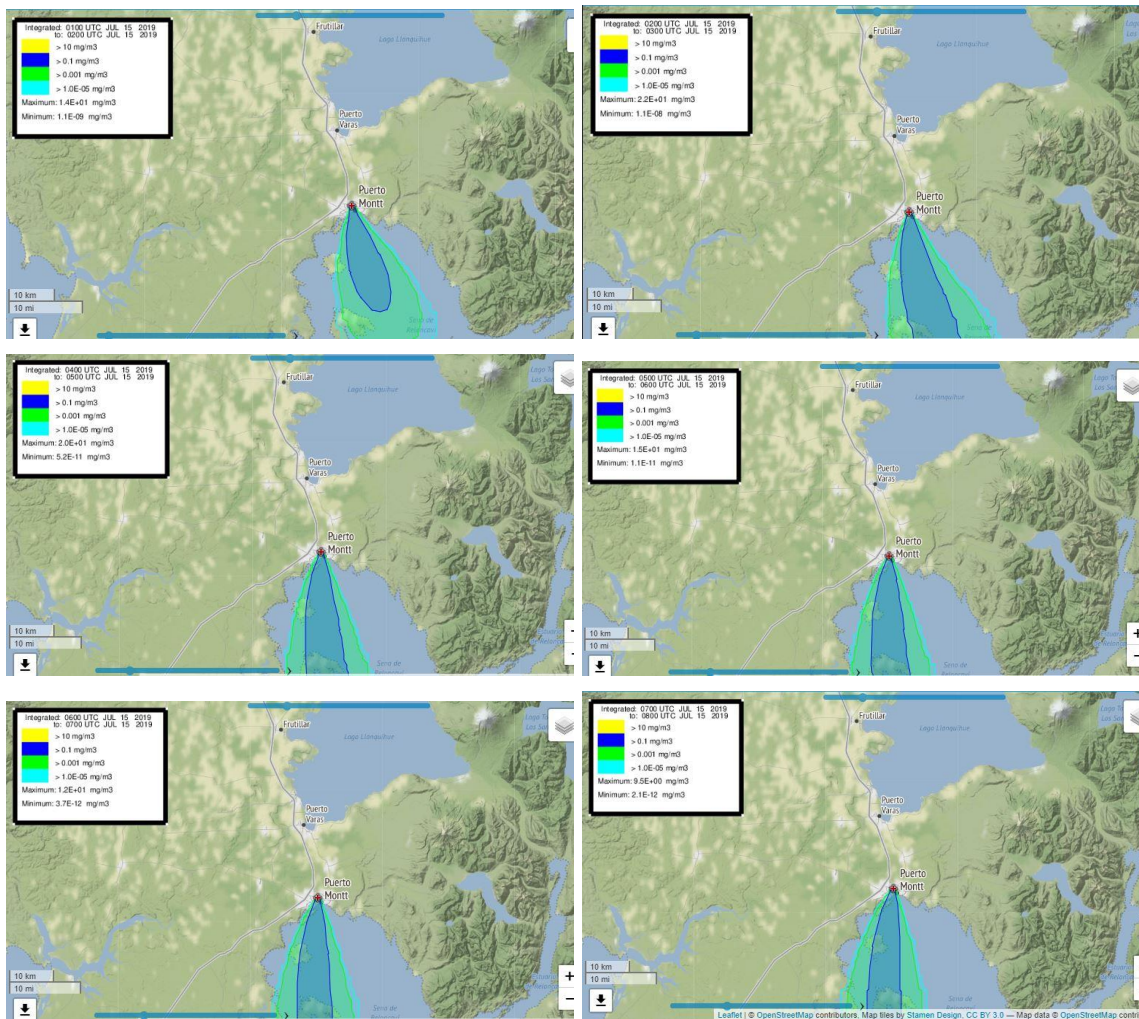 Integrated: 0100 UTC JUL 15 2019
to: 0200 UTC JUL 15 2019
> 10 mg/m3
> 0.1 mg/m3
> 0.001 mg/m3
> 1.0E-05 mg/m3
Maximum: 1.4E+01 mg/m3
Minimum: 1.1E-09 mg/m3
Frutillar
Lago Llanquihue
Puerto
Varas
Puerto
Montt
10 km
10 mi
Seno de
Reloncaví
Integrated: 0200 UTC JUL 15 2019
to: 0300 UTC JUL 15 2019
> 10 mg/m3
> 0.1 mg/m3
> 0.001 mg/m3
> 1.0E-05 mg/m3
Maximum: 2.2E+01 mg/m3
Minimum: 1.1E-08 mg/m3
Frutillar
Lago Llanquihue
Puerto
Varas
Puerto
Montt
10 km
10 mi
Seno de
Integrated: 0400 UTC JUL 15 2019
to: 0500 UTC JUL 15 2019
> 10 mg/m3
> 0.1 mg/m3
> 0.001 mg/m3
> 1.0E-05 mg/m3
Maximum: 2.0E+01 mg/m3
Minimum: 5.2E-11 mg/m3
Frutillar
Lago Llanquihue
Puerto
Varas
Puerto
Montt
10 km
10 mi
Seno de
Reloncaví
Integrated: 0500 UTC JUL 15 2019
to: 0600 UTC JUL 15 2019
> 10 mg/m3
> 0.1 mg/m3
> 0.001 mg/m3
> 1.0E-05 mg/m3
Maximum: 1.5E+01 mg/m3
Minimum: 1.1E-11 mg/m3
Frutillar
Lago Llanquihue
Puerto
Varas
Puerto
Montt
10 km
10 mi
Seno de
Reloncaví
+
−
Integrated: 0600 UTC JUL 15 2019
to: 0700 UTC JUL 15 2019
> 10 mg/m3
> 0.1 mg/m3
> 0.001 mg/m3
> 1.0E-05 mg/m3
Maximum: 1.2E+01 mg/m3
Minimum: 3.7E-12 mg/m3
Frutillar
Lago Llanquihue
Puerto
Varas
Puerto
Montt
10 km
10 mi
Seno de
+
−
Integrated: 0700 UTC JUL 15 2019
to: 0800 UTC JUL 15 2019
> 10 mg/m3
> 0.1 mg/m3
> 0.001 mg/m3
> 1.0E-05 mg/m3
Maximum: 9.5E+00 mg/m3
Minimum: 2.1E-12 mg/m3
Frutillar
Lago Llanquihue
Puerto
Varas
Puerto
Montt
10 km
10 mi
Leaflet | © OpenStreetMap contributors, Map tiles by Stamen Design, CC BY 3.0 — Map data © OpenStreetMap contri